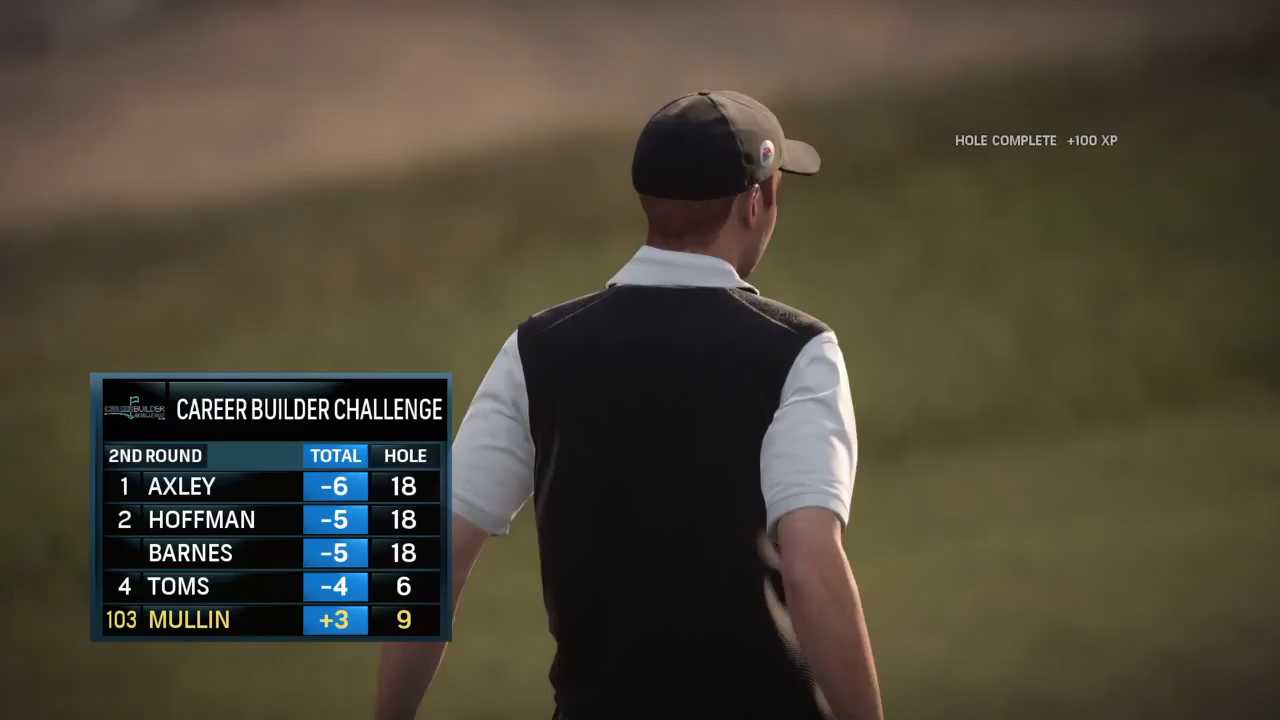 HOLE COMPLETE +100 XP
CAREER BUILDER CHALLENGE
2ND ROUND TOTAL HOLE
1 AXLEY -6 18
2 HOFFMAN -5 18
BARNES -5 18
4 TOMS -4 6
103 MULLIN +3 9